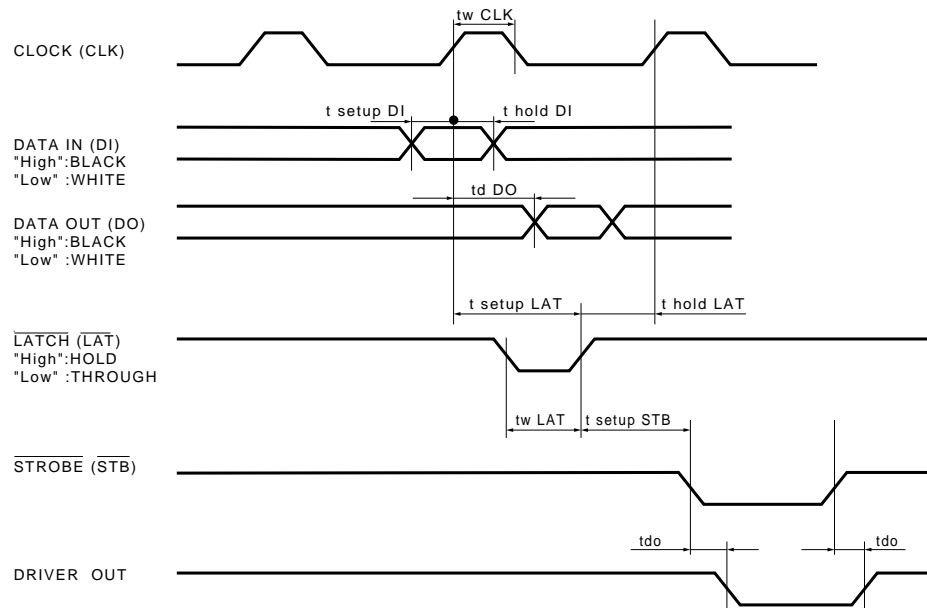 tw CLK
CLOCK (CLK)
t setup DI
t hold DI
DATA IN (DI)
"High":BLACK
"Low" :WHITE
td DO
DATA OUT (DO)
"High":BLACK
"Low" :WHITE
t setup LAT
t hold LAT
LATCH (LAT)
"High":HOLD
"Low" :THROUGH
tw LAT
t setup STB
STROBE (STB)
tdo
tdo
DRIVER OUT